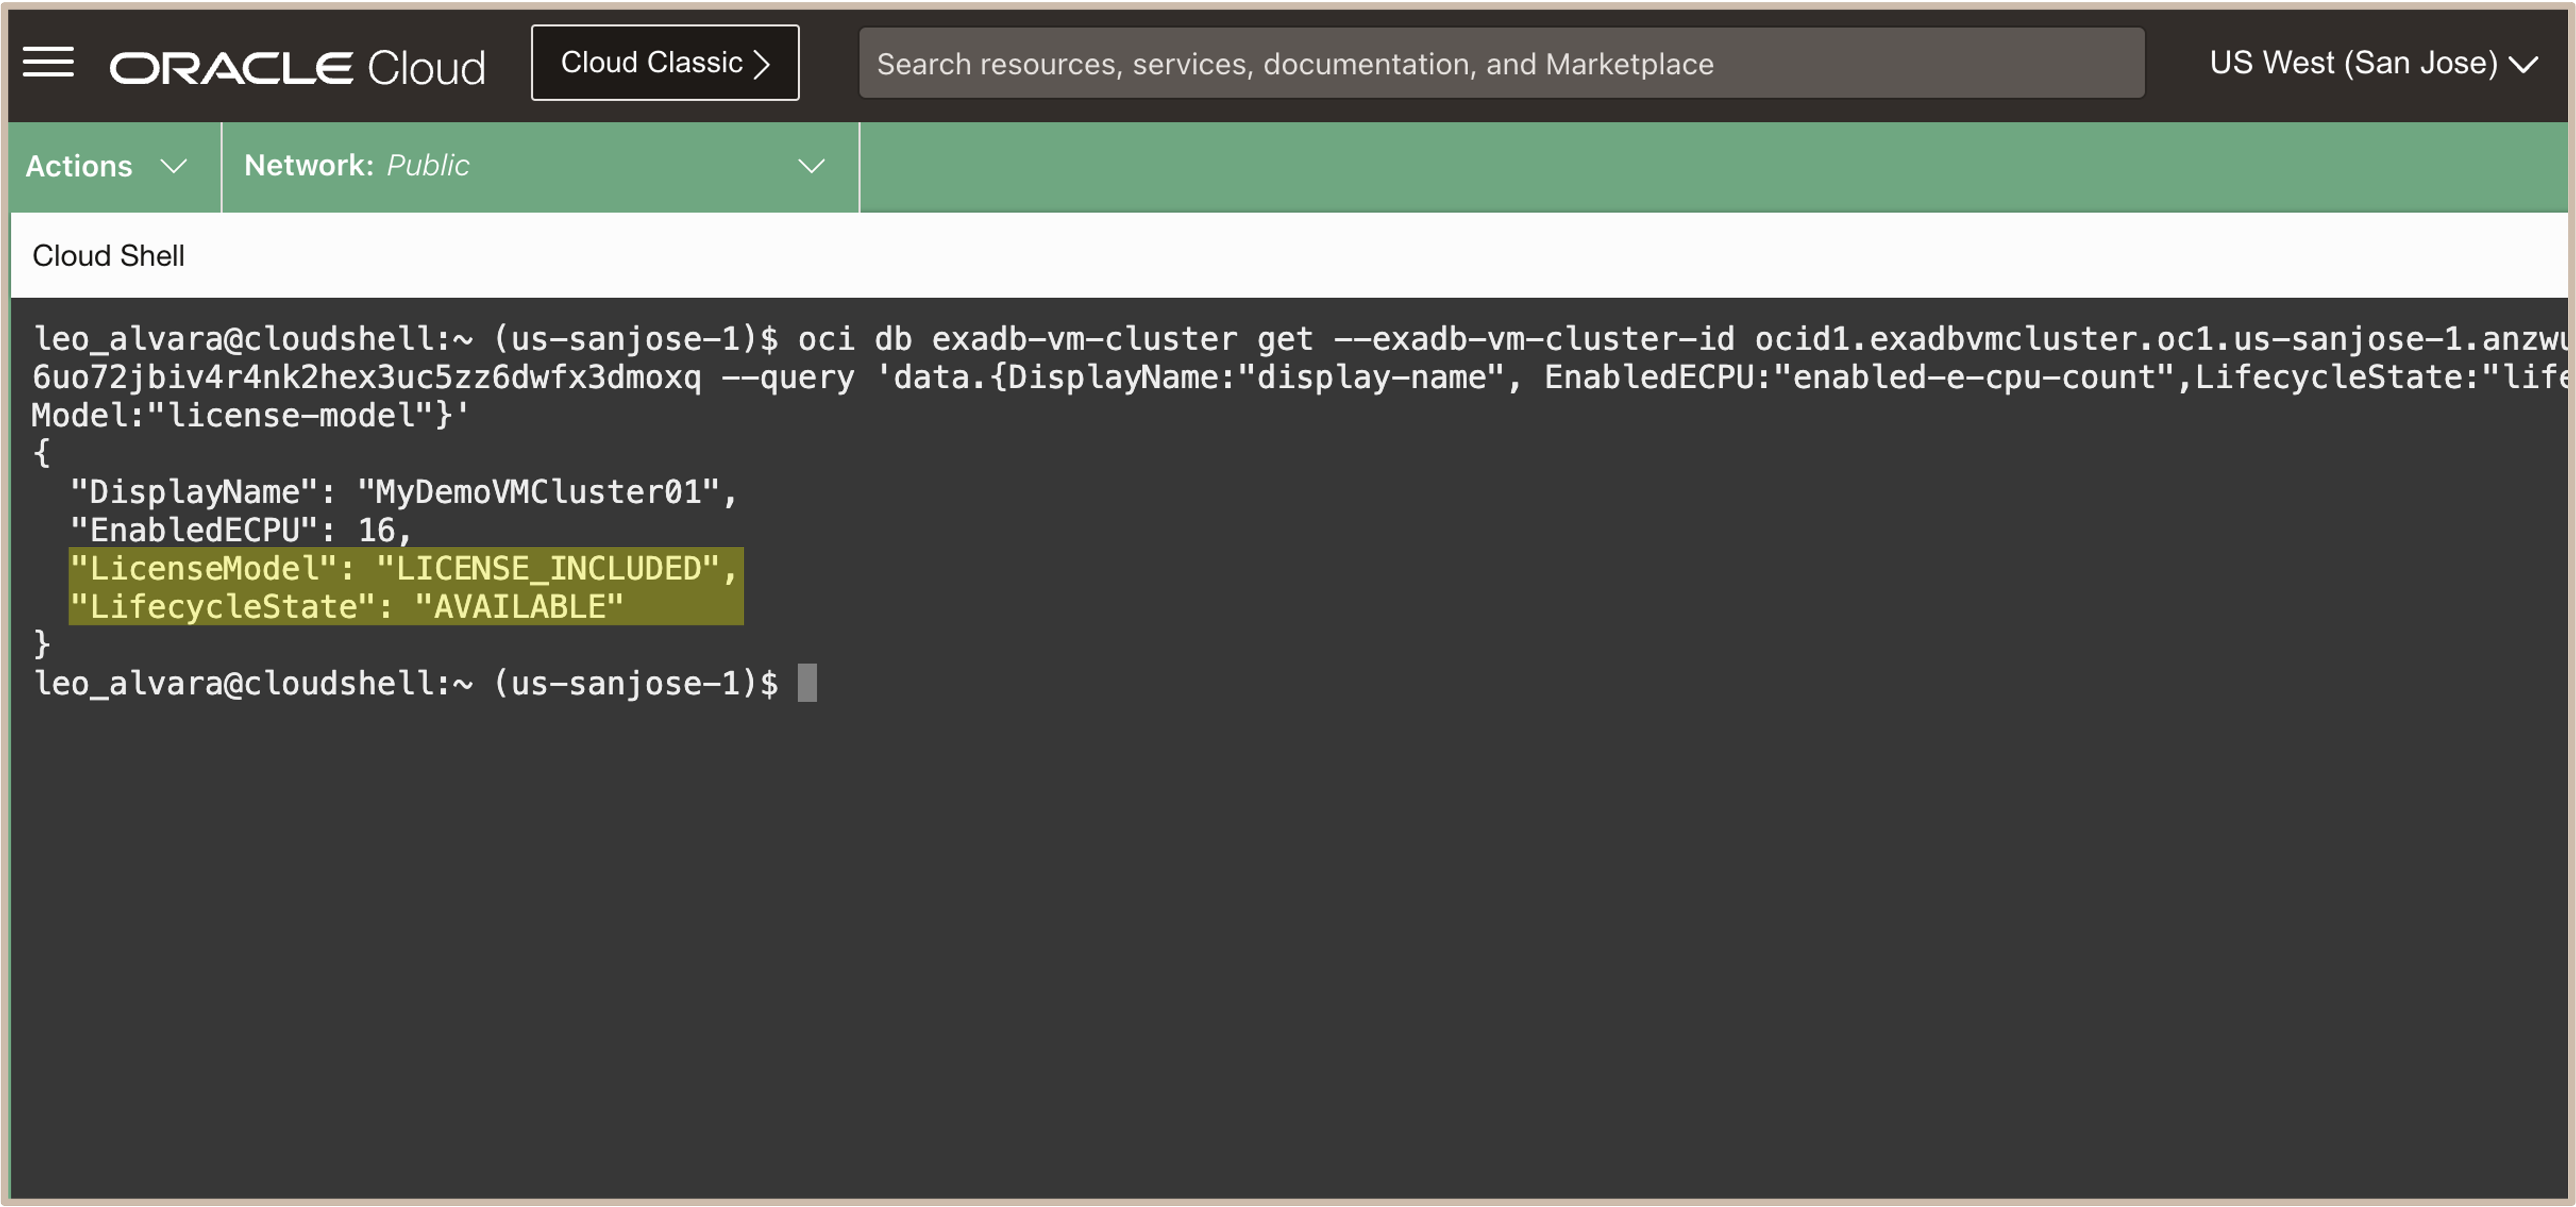 ORACLE Cloud
Cloud Classic >
Search resources, services, documentation, and Marketplace
US West (San Jose)
Actions
Network: Public
Cloud Shell
leo_alvara@cloudshell:~ (us-sanjose-1)$ oci db exadb-vm-cluster get --exadb-vm-cluster-id ocid1.exadbvmcluster.oc1.us-sanjose-1.anzwu
6uo72jbiv4r4nk2hex3uc5zz6dwfx3dmoxq --query 'data.{DisplayName:"display-name", EnabledECPU:"enabled-e-cpu-count",LifecycleState:"life
Model:"license-model"}'
{
"DisplayName": "MyDemoVMCluster01",
"EnabledECPU": 16,
"LicenseModel": "LICENSE_INCLUDED",
"LifecycleState": "AVAILABLE"
}
leo_alvara@cloudshell:~ (us-sanjose-1)$